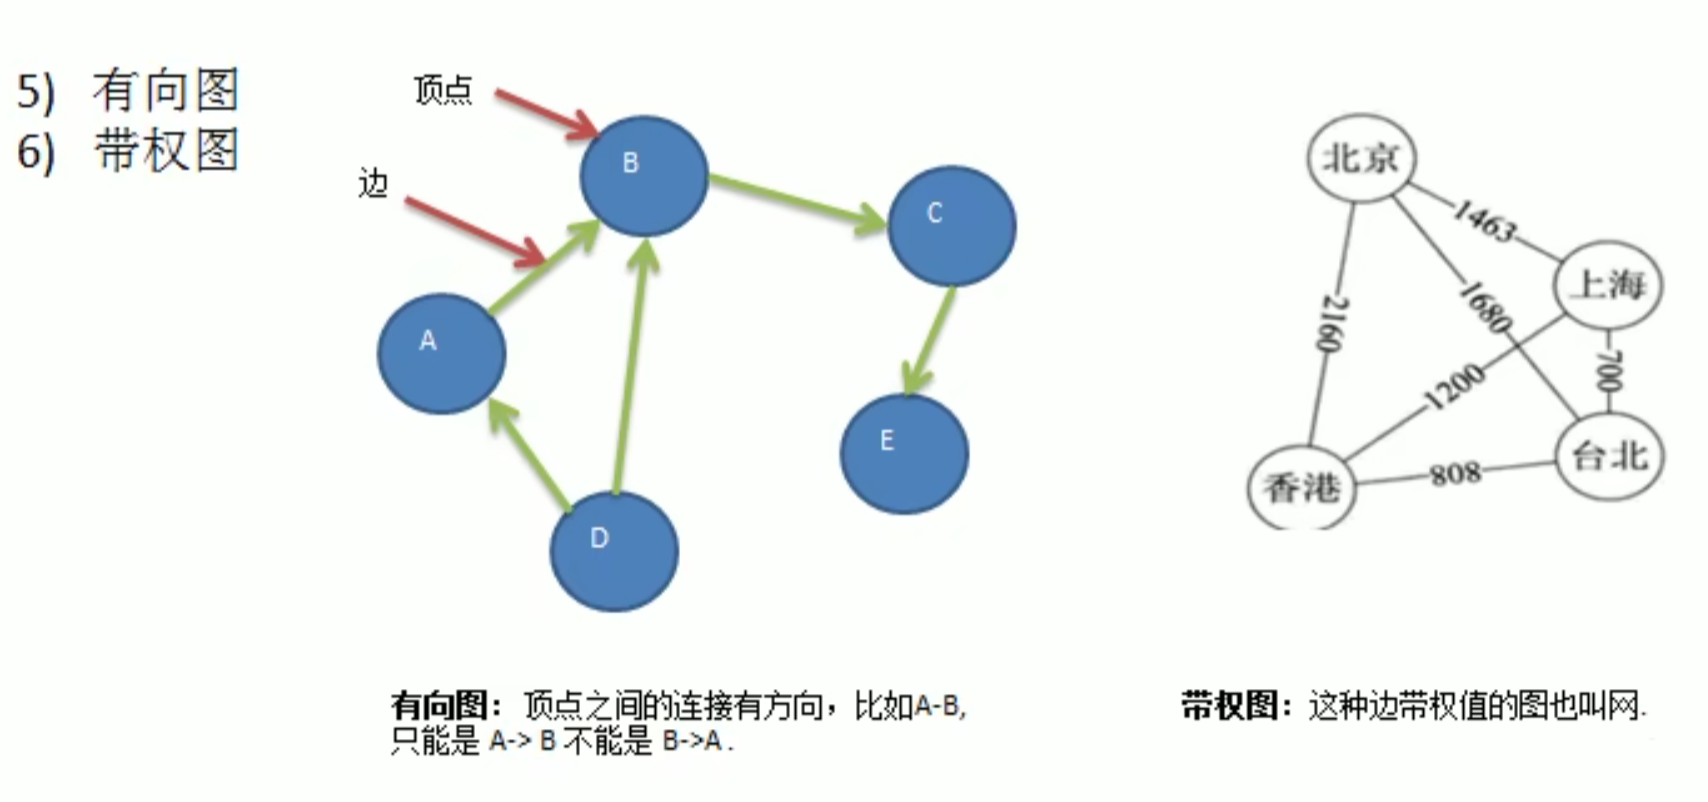 5) 有向图
6) 带权图
顶点
边
B
C
A
E
D
北京
1463
上海
1680
2160
700
1200
台北
808
香港
有向图： 顶点之间的连接有方向，比如A-B,
只能是 A-> B 不能是 B->A .
带权图：这种边带权值的图也叫网.